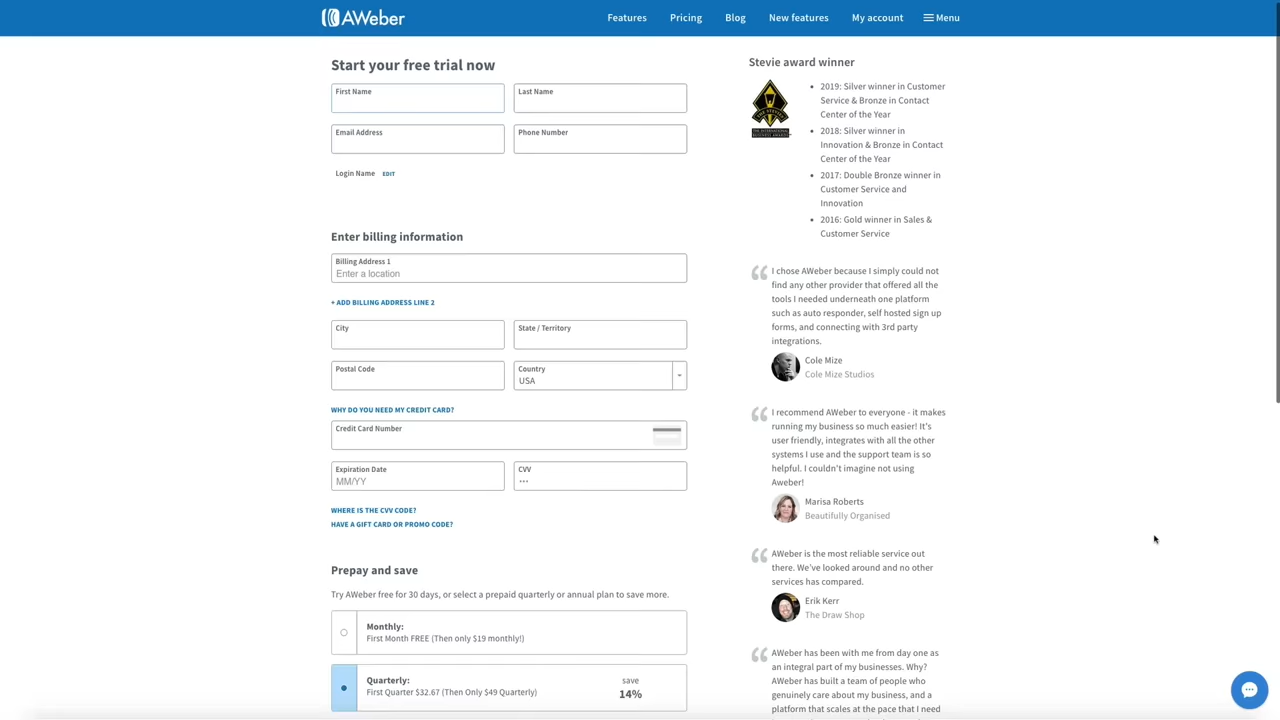 AWeber
Features
Pricing
Blog
New features
My account
Menu
Start your free trial now
First Name
Last Name
Email Address
Phone Number
Login Name EDIT
Enter billing information
Billing Address 1
Enter a location
+ ADD BILLING ADDRESS LINE 2
City
State / Territory
Postal Code
Country
USA
WHY DO YOU NEED MY CREDIT CARD?
Credit Card Number
Expiration Date
MM/YY
CVV
•••
WHERE IS THE CVV CODE?
HAVE A GIFT CARD OR PROMO CODE?
Prepay and save
Try AWeber free for 30 days, or select a prepaid quarterly or annual plan to save more.
Monthly:
First Month FREE (Then only $19 monthly!)
Quarterly:
First Quarter $32.67 (Then Only $49 Quarterly)
save
14%
Stevie award winner
• 2019: Silver winner in Customer
Service & Bronze in Contact
Center of the Year
• 2018: Silver winner in
Innovation & Bronze in Contact
Center of the Year
• 2017: Double Bronze winner in
Customer Service and
Innovation
• 2016: Gold winner in Sales &
Customer Service
I chose AWeber because I simply could not
find any other provider that offered all the
tools I needed underneath one platform
such as auto responder, self hosted sign up
forms, and connecting with 3rd party
integrations.
Cole Mize
Cole Mize Studios
I recommend AWeber to everyone - it makes
running my business so much easier! It's
user friendly, integrates with all the other
systems I use and the support team is so
helpful. I couldn't imagine not using
Aweber!
Marisa Roberts
Beautifully Organised
AWeber is the most reliable service out
there. We've looked around and no other
services has compared.
Erik Kerr
The Draw Shop
AWeber has been with me from day one as
an integral part of my businesses. Why?
AWeber has built a team of people who
genuinely care about my business, and a
platform that scales at the pace that I need